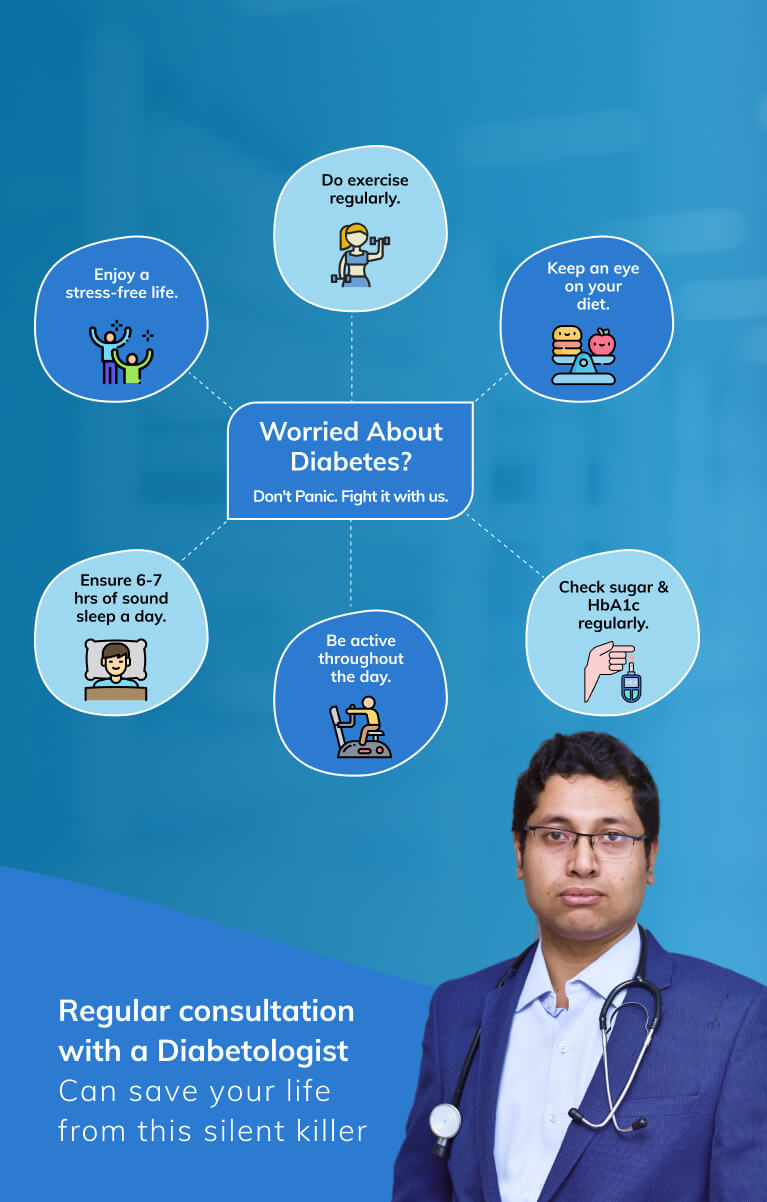 Do exercise
regularly.
Enjoy a
stress-free life.
Keep an eye
on your
diet.
Worried About
Diabetes?
Don't Panic. Fight it with us.
Ensure 6-7
hrs of sound
sleep a day.
Be active
throughout
the day.
Check sugar &
HbA1c
regularly.
Regular consultation
with a Diabetologist
Can save your life
from this silent killer